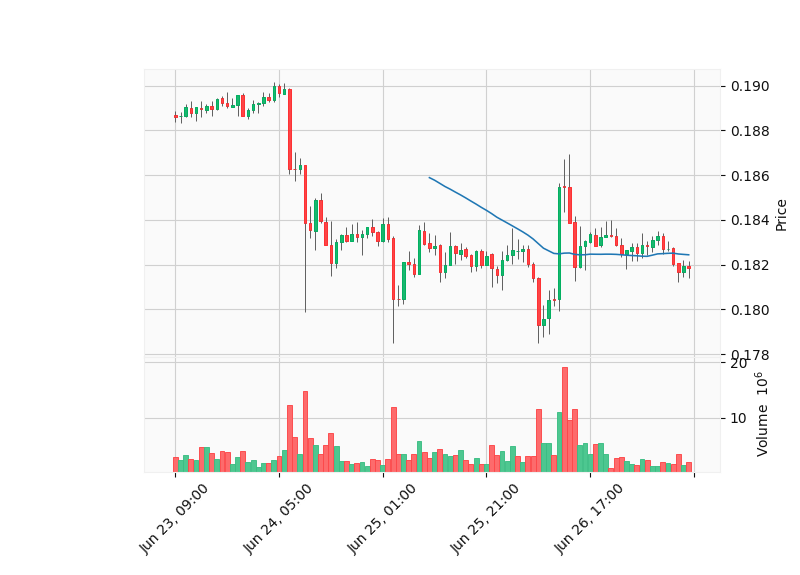 0.190
0.188
0.186
0.184
0.182
0.180
0.178
Price
20
10
Volume 10^6
Jun 23, 09:00
Jun 24, 05:00
Jun 25, 01:00
Jun 25, 21:00
Jun 26, 17:00